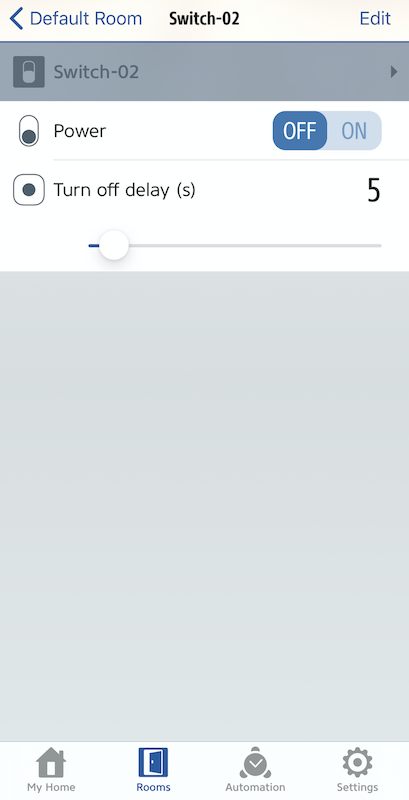 Default Room Switch-02 Edit
Switch-02
Power OFF ON
Turn off delay (s) 5
My Home Rooms Automation Settings